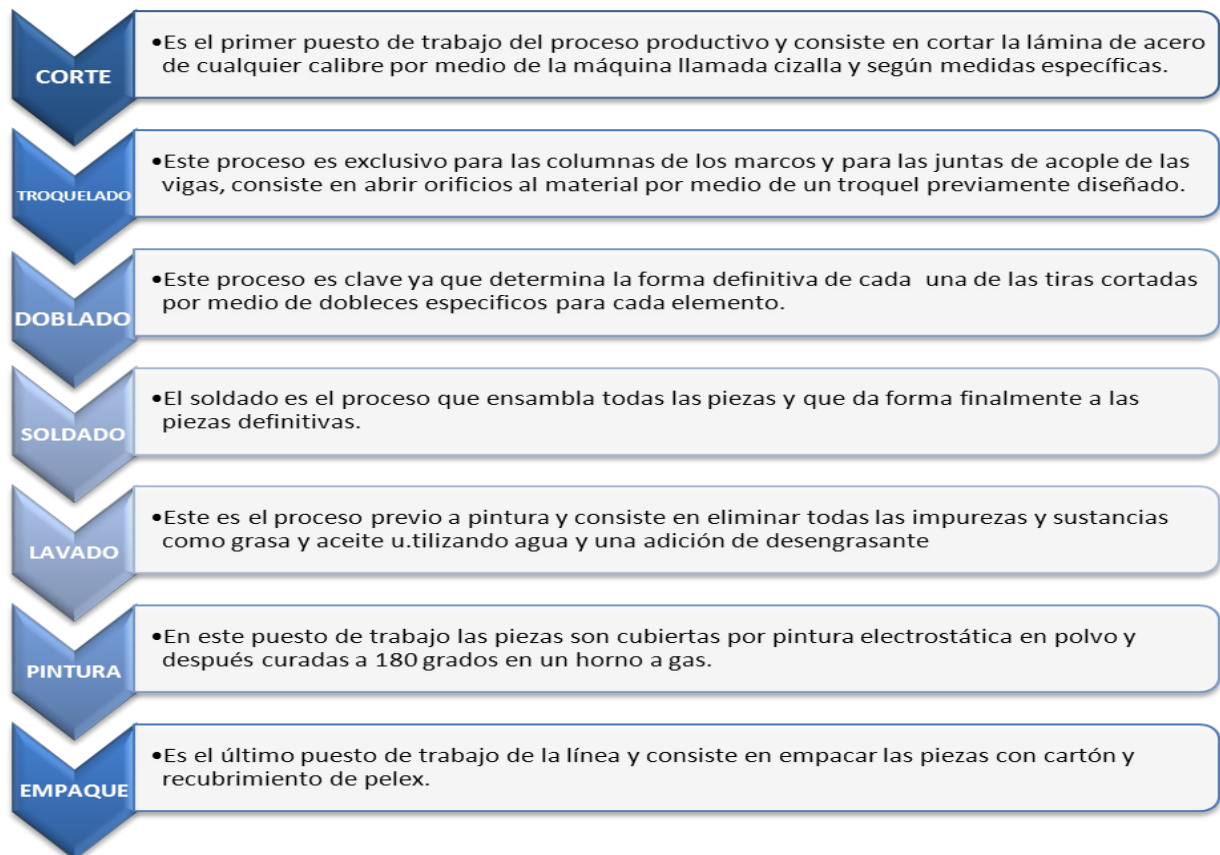 CORTE
•Es el primer puesto de trabajo del proceso productivo y consiste en cortar la lámina de acero
de cualquier calibre por medio de la máquina llamada cizalla y según medidas específicas.
TROQUELADO
•Este proceso es exclusivo para las columnas de los marcos y para las juntas de acople de las
vigas, consiste en abrir orificios al material por medio de un troquel previamente diseñado.
DOBLADO
•Este proceso es clave ya que determina la forma definitiva de cada  una de las tiras cortadas
por medio de dobleces especificos para cada elemento.
SOLDADO
•El soldado es el proceso que ensambla todas las piezas y que da forma finalmente a las
piezas definitivas.
LAVADO
•Este es el proceso previo a pintura y consiste en eliminar todas las impurezas y sustancias
como grasa y aceite u.tilizando agua y una adición de desengrasante
PINTURA
•En este puesto de trabajo las piezas son cubiertas por pintura electrostática en polvo y
después curadas a 180 grados en un horno a gas.
EMPAQUE
•Es el último puesto de trabajo de la línea y consiste en empacar las piezas con cartón y
recubrimiento de pelex.